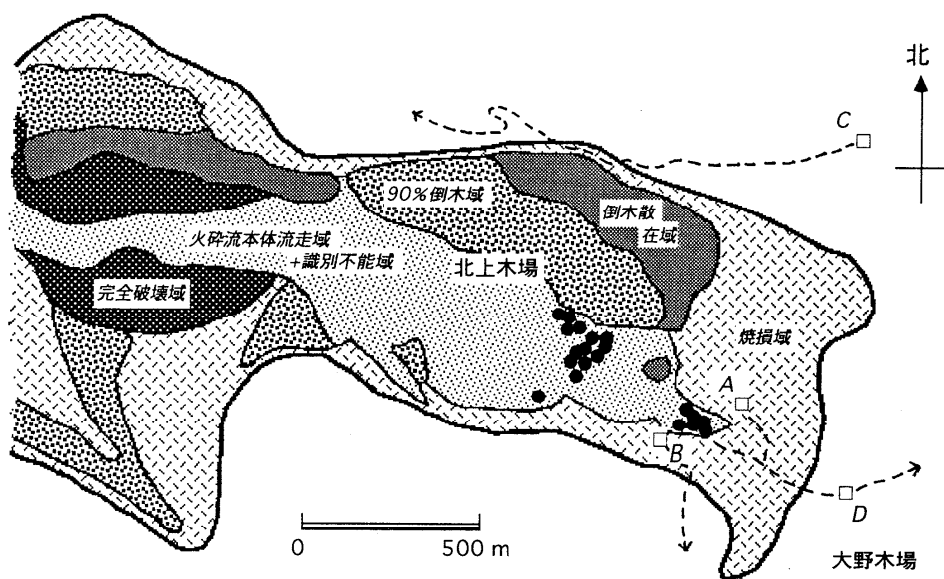 北
C
90%倒木域
倒木散
在域
火砕流本体流走域
+識別不能域
北上木場
完全破壊域
焼損域
A
B
D
0
500 m
大野木場